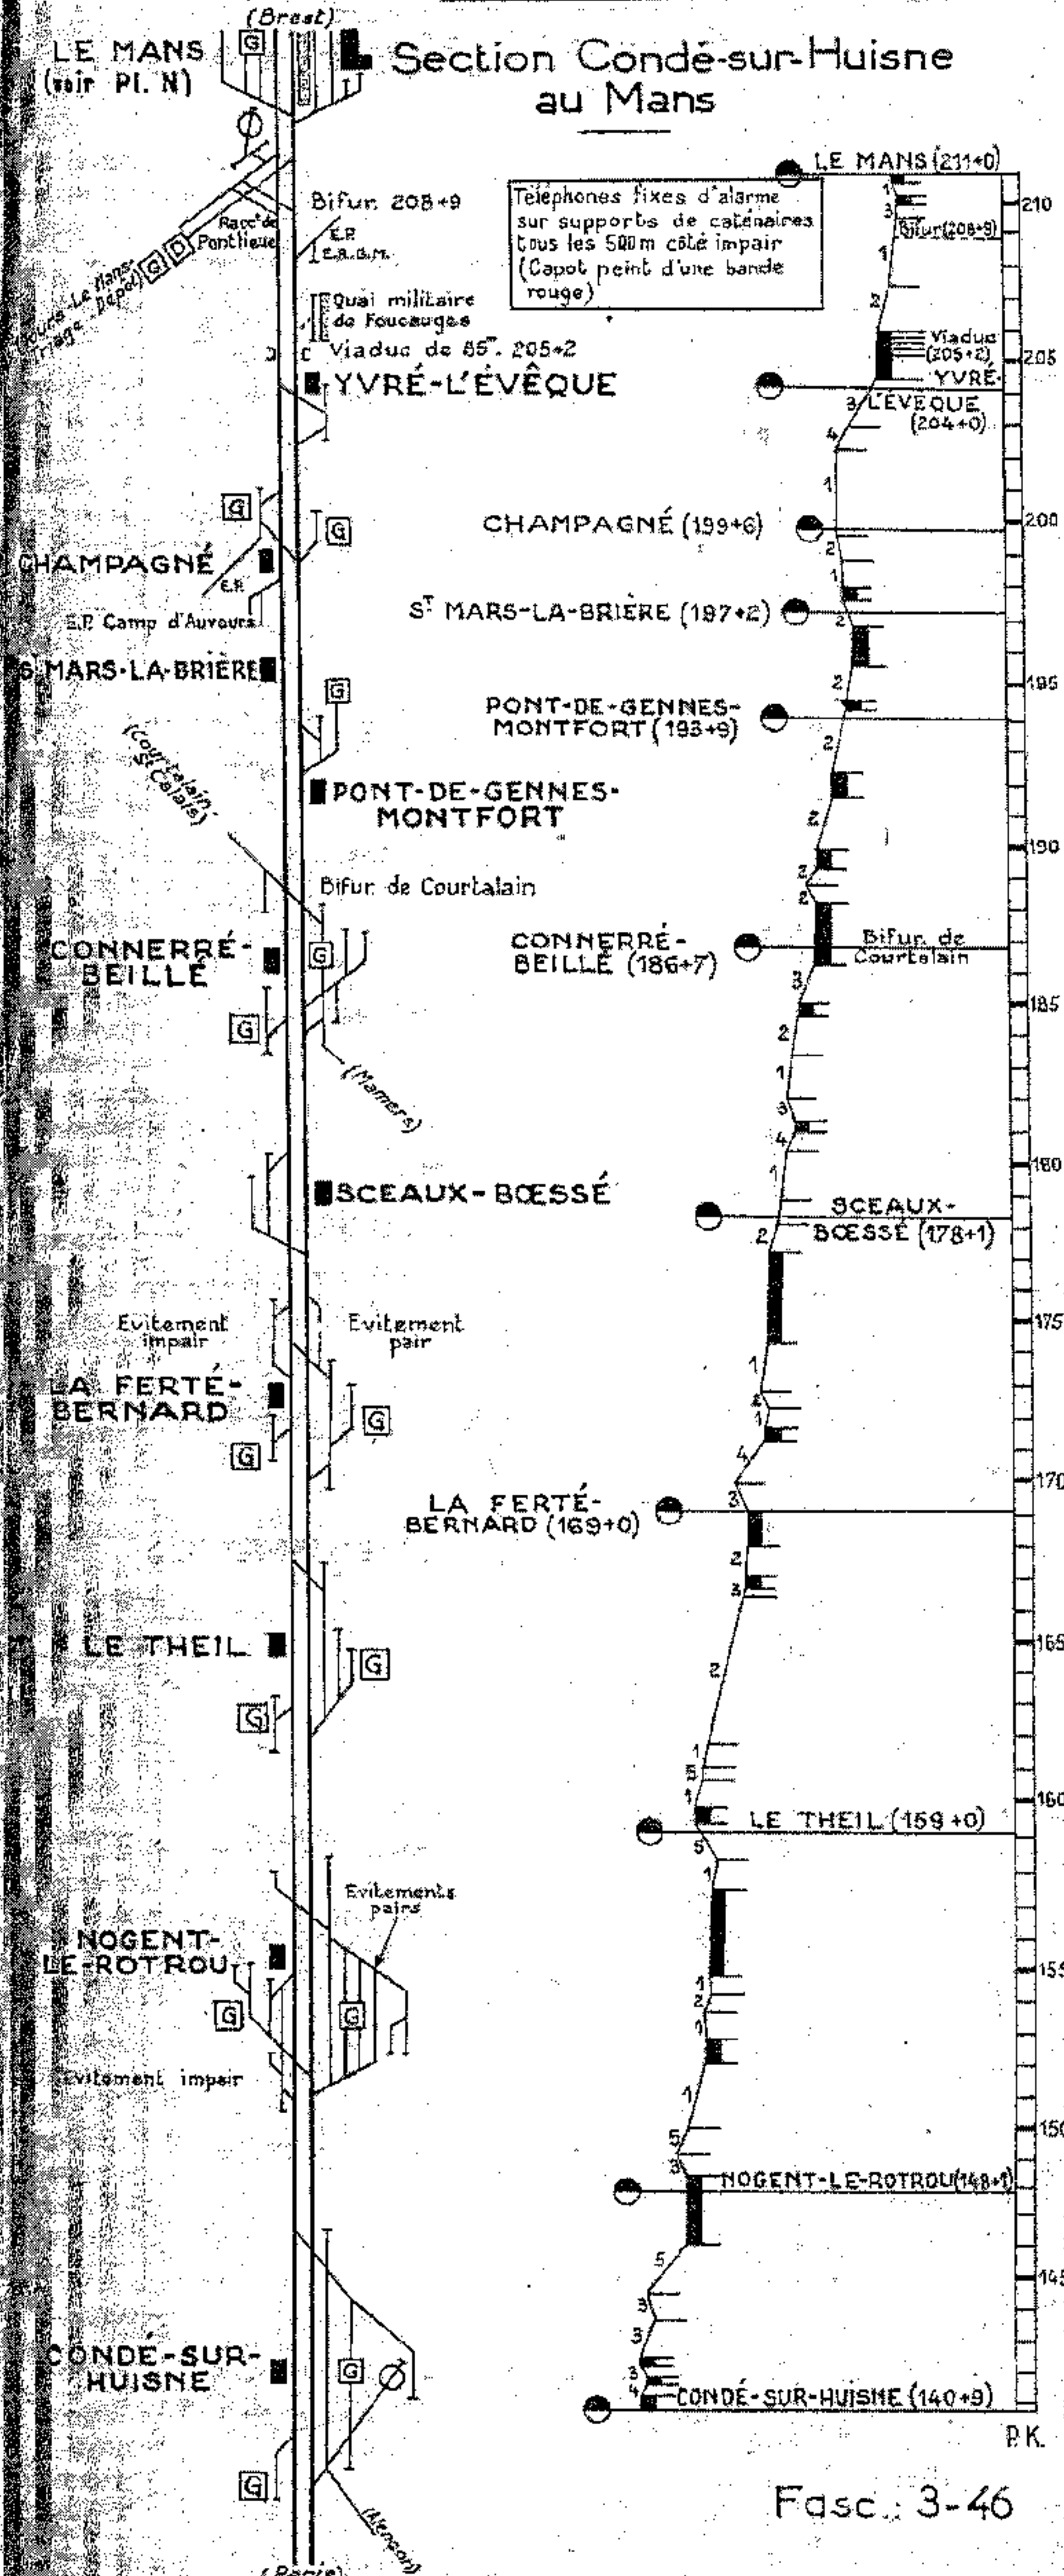 (Brest)
LE MANS
(voir Pl. N)
G
Section Condé-sur-Huisne
au Mans
Bifur. 208+9
Racc.t de
Pontlieue
E.P.
G D
Quai militaire
de Foucauges
Viaduc de 85m. 205+2
YVRÉ-L'ÉVÊQUE
G
G
CHAMPAGNÉ
E.P.
E.P. Camp d'Auvours
ST MARS-LA-BRIÈRE
G
(Courtalain-
St Calais)
PONT-DE-GENNES-
MONTFORT
Bifur. de Courtalain
CONNERRÉ-
BEILLÉ
G
G
(Mamers)
SCEAUX-BŒSSÉ
Evitement
impair
Evitement
pair
LA FERTÉ-
BERNARD
G
G
LE THEIL
G
G
Evitements
pairs
NOGENT-
LE-ROTROU
G
G
Evitement impair
CONDÉ-SUR-
HUISNE
G
G
(Alençon)
(Paris)
Téléphones fixes d'alarme
sur supports de caténaires
tous les 500m côté impair
(Capot peint d'une bande
rouge)
LE MANS (211+0)
210
Bifur(208+9)
Viaduc
(205+2)
205
YVRÉ-
L'ÉVÊQUE
(204+0)
CHAMPAGNÉ (199+6)
200
ST MARS-LA-BRIÈRE (197+2)
195
PONT-DE-GENNES-
MONTFORT (193+9)
190
CONNERRÉ-
BEILLÉ (186+7)
Bifur. de
Courtalain
185
180
SCEAUX-
BŒSSÉ (178+1)
175
170
LA FERTÉ-
BERNARD (169+0)
165
160
LE THEIL (159+0)
155
150
NOGENT-LE-ROTROU (148+1)
145
CONDÉ-SUR-HUISNE (140+9)
P.K.
Fasc.: 3-46